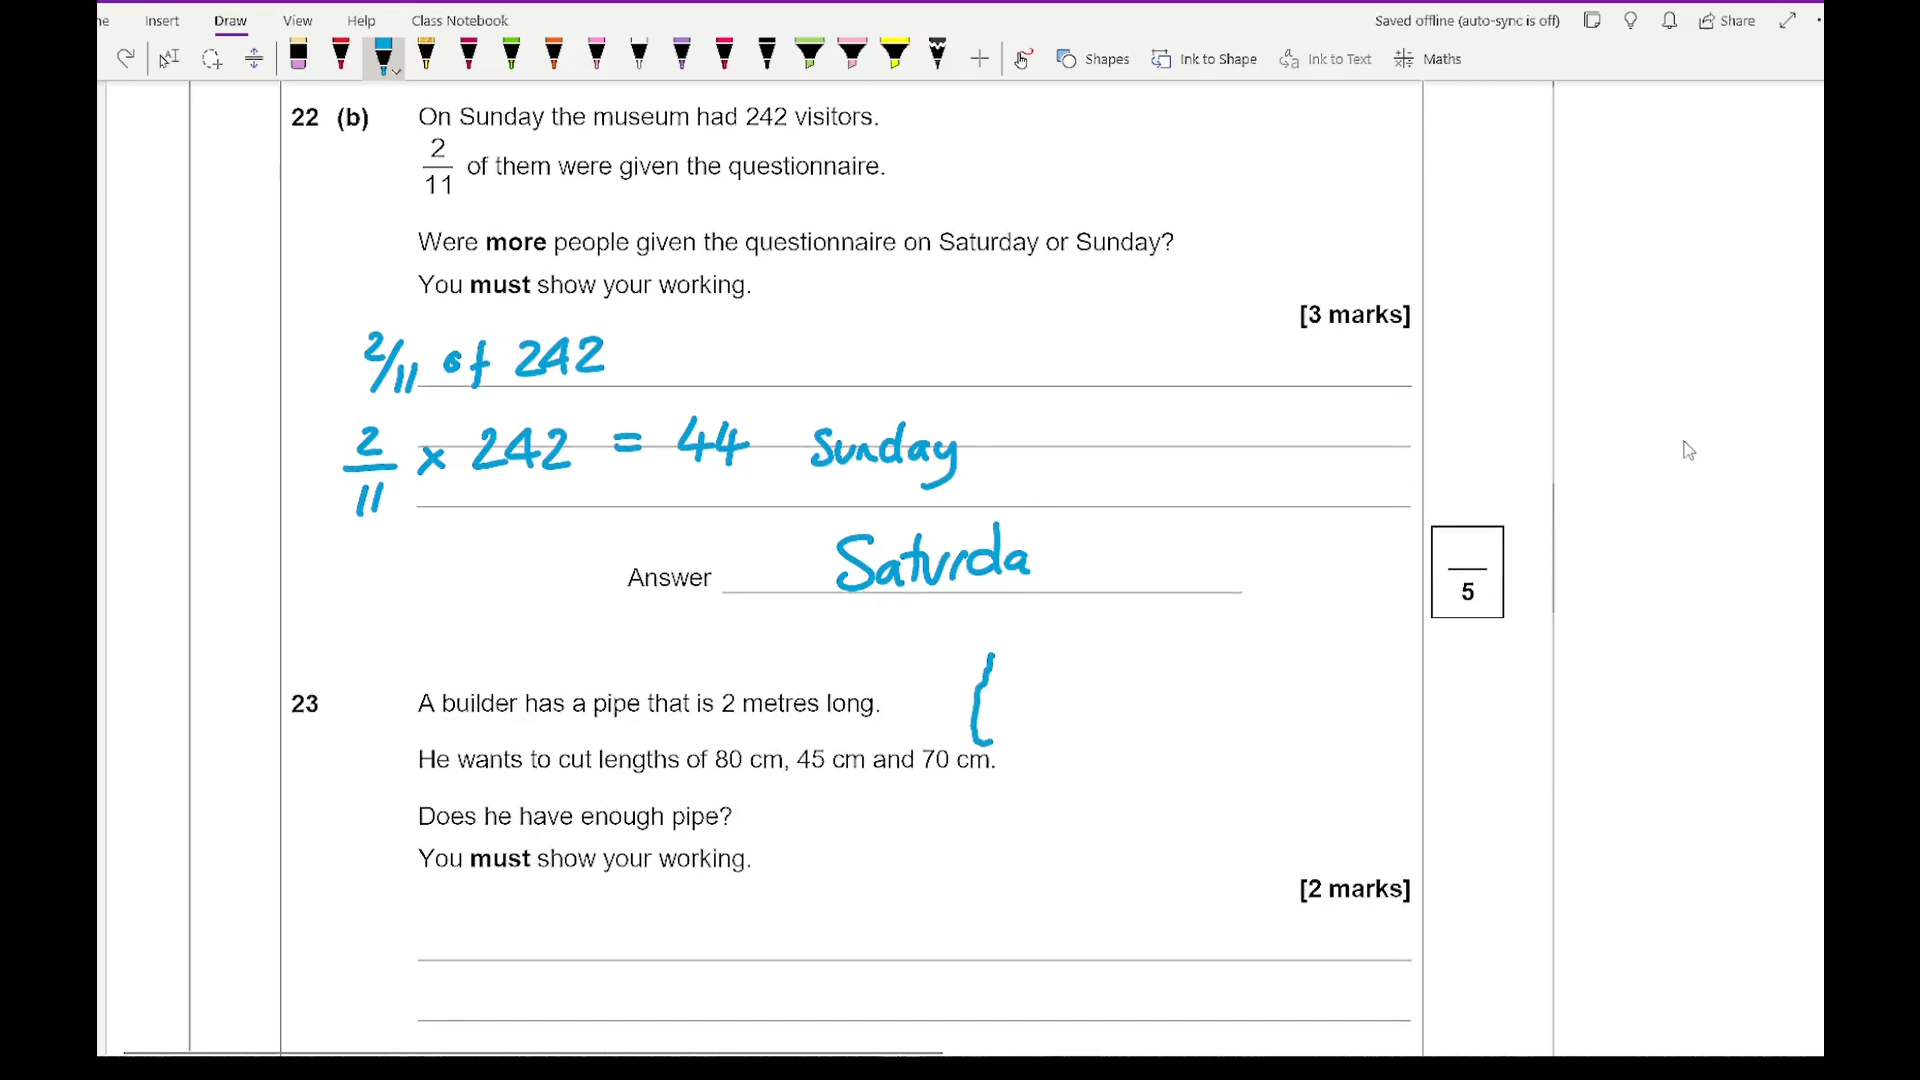 Insert Draw View Help Class Notebook Saved offline (auto-sync is off) Share
Shapes Ink to Shape Ink to Text Maths
22 (b) On Sunday the museum had 242 visitors.
2/11 of them were given the questionnaire.
Were more people given the questionnaire on Saturday or Sunday?
You must show your working.
[3 marks]
2/11 of 242
2/11 × 242 = 44 Sunday
Answer Saturda
5
23 A builder has a pipe that is 2 metres long.
He wants to cut lengths of 80 cm, 45 cm and 70 cm.
Does he have enough pipe?
You must show your working.
[2 marks]